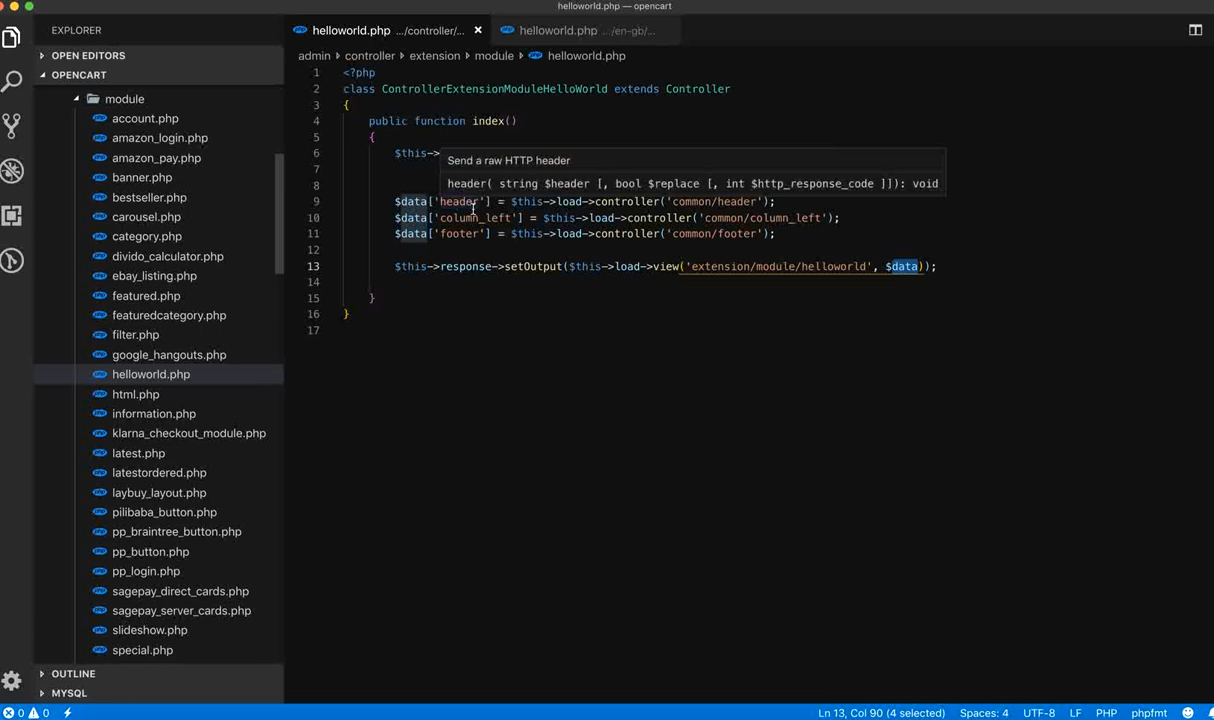 helloworld.php — opencart
EXPLORER
OPEN EDITORS
OPENCART
module
account.php
amazon_login.php
amazon_pay.php
banner.php
bestseller.php
carousel.php
category.php
divido_calculator.php
ebay_listing.php
featured.php
featuredcategory.php
filter.php
google_hangouts.php
helloworld.php
html.php
information.php
klarna_checkout_module.php
latest.php
latestordered.php
laybuy_layout.php
pilibaba_button.php
pp_braintree_button.php
pp_button.php
pp_login.php
sagepay_direct_cards.php
sagepay_server_cards.php
slideshow.php
special.php
OUTLINE
MYSQL
helloworld.php .../controller/... × helloworld.php .../en-gb/...
admin › controller › extension › module › helloworld.php
1 <?php
2 class ControllerExtensionModuleHelloWorld extends Controller
3 {
4 public function index()
5 {
6 $this->
Send a raw HTTP header
7
header( string $header [, bool $replace [, int $http_response_code ]]): void
8
9 $data['header'] = $this->load->controller('common/header');
10 $data['column_left'] = $this->load->controller('common/column_left');
11 $data['footer'] = $this->load->controller('common/footer');
12
13 $this->response->setOutput($this->load->view('extension/module/helloworld', $data));
14
15 }
16 }
17
0 0 Ln 13, Col 90 (4 selected) Spaces: 4 UTF-8 LF PHP phpfmt